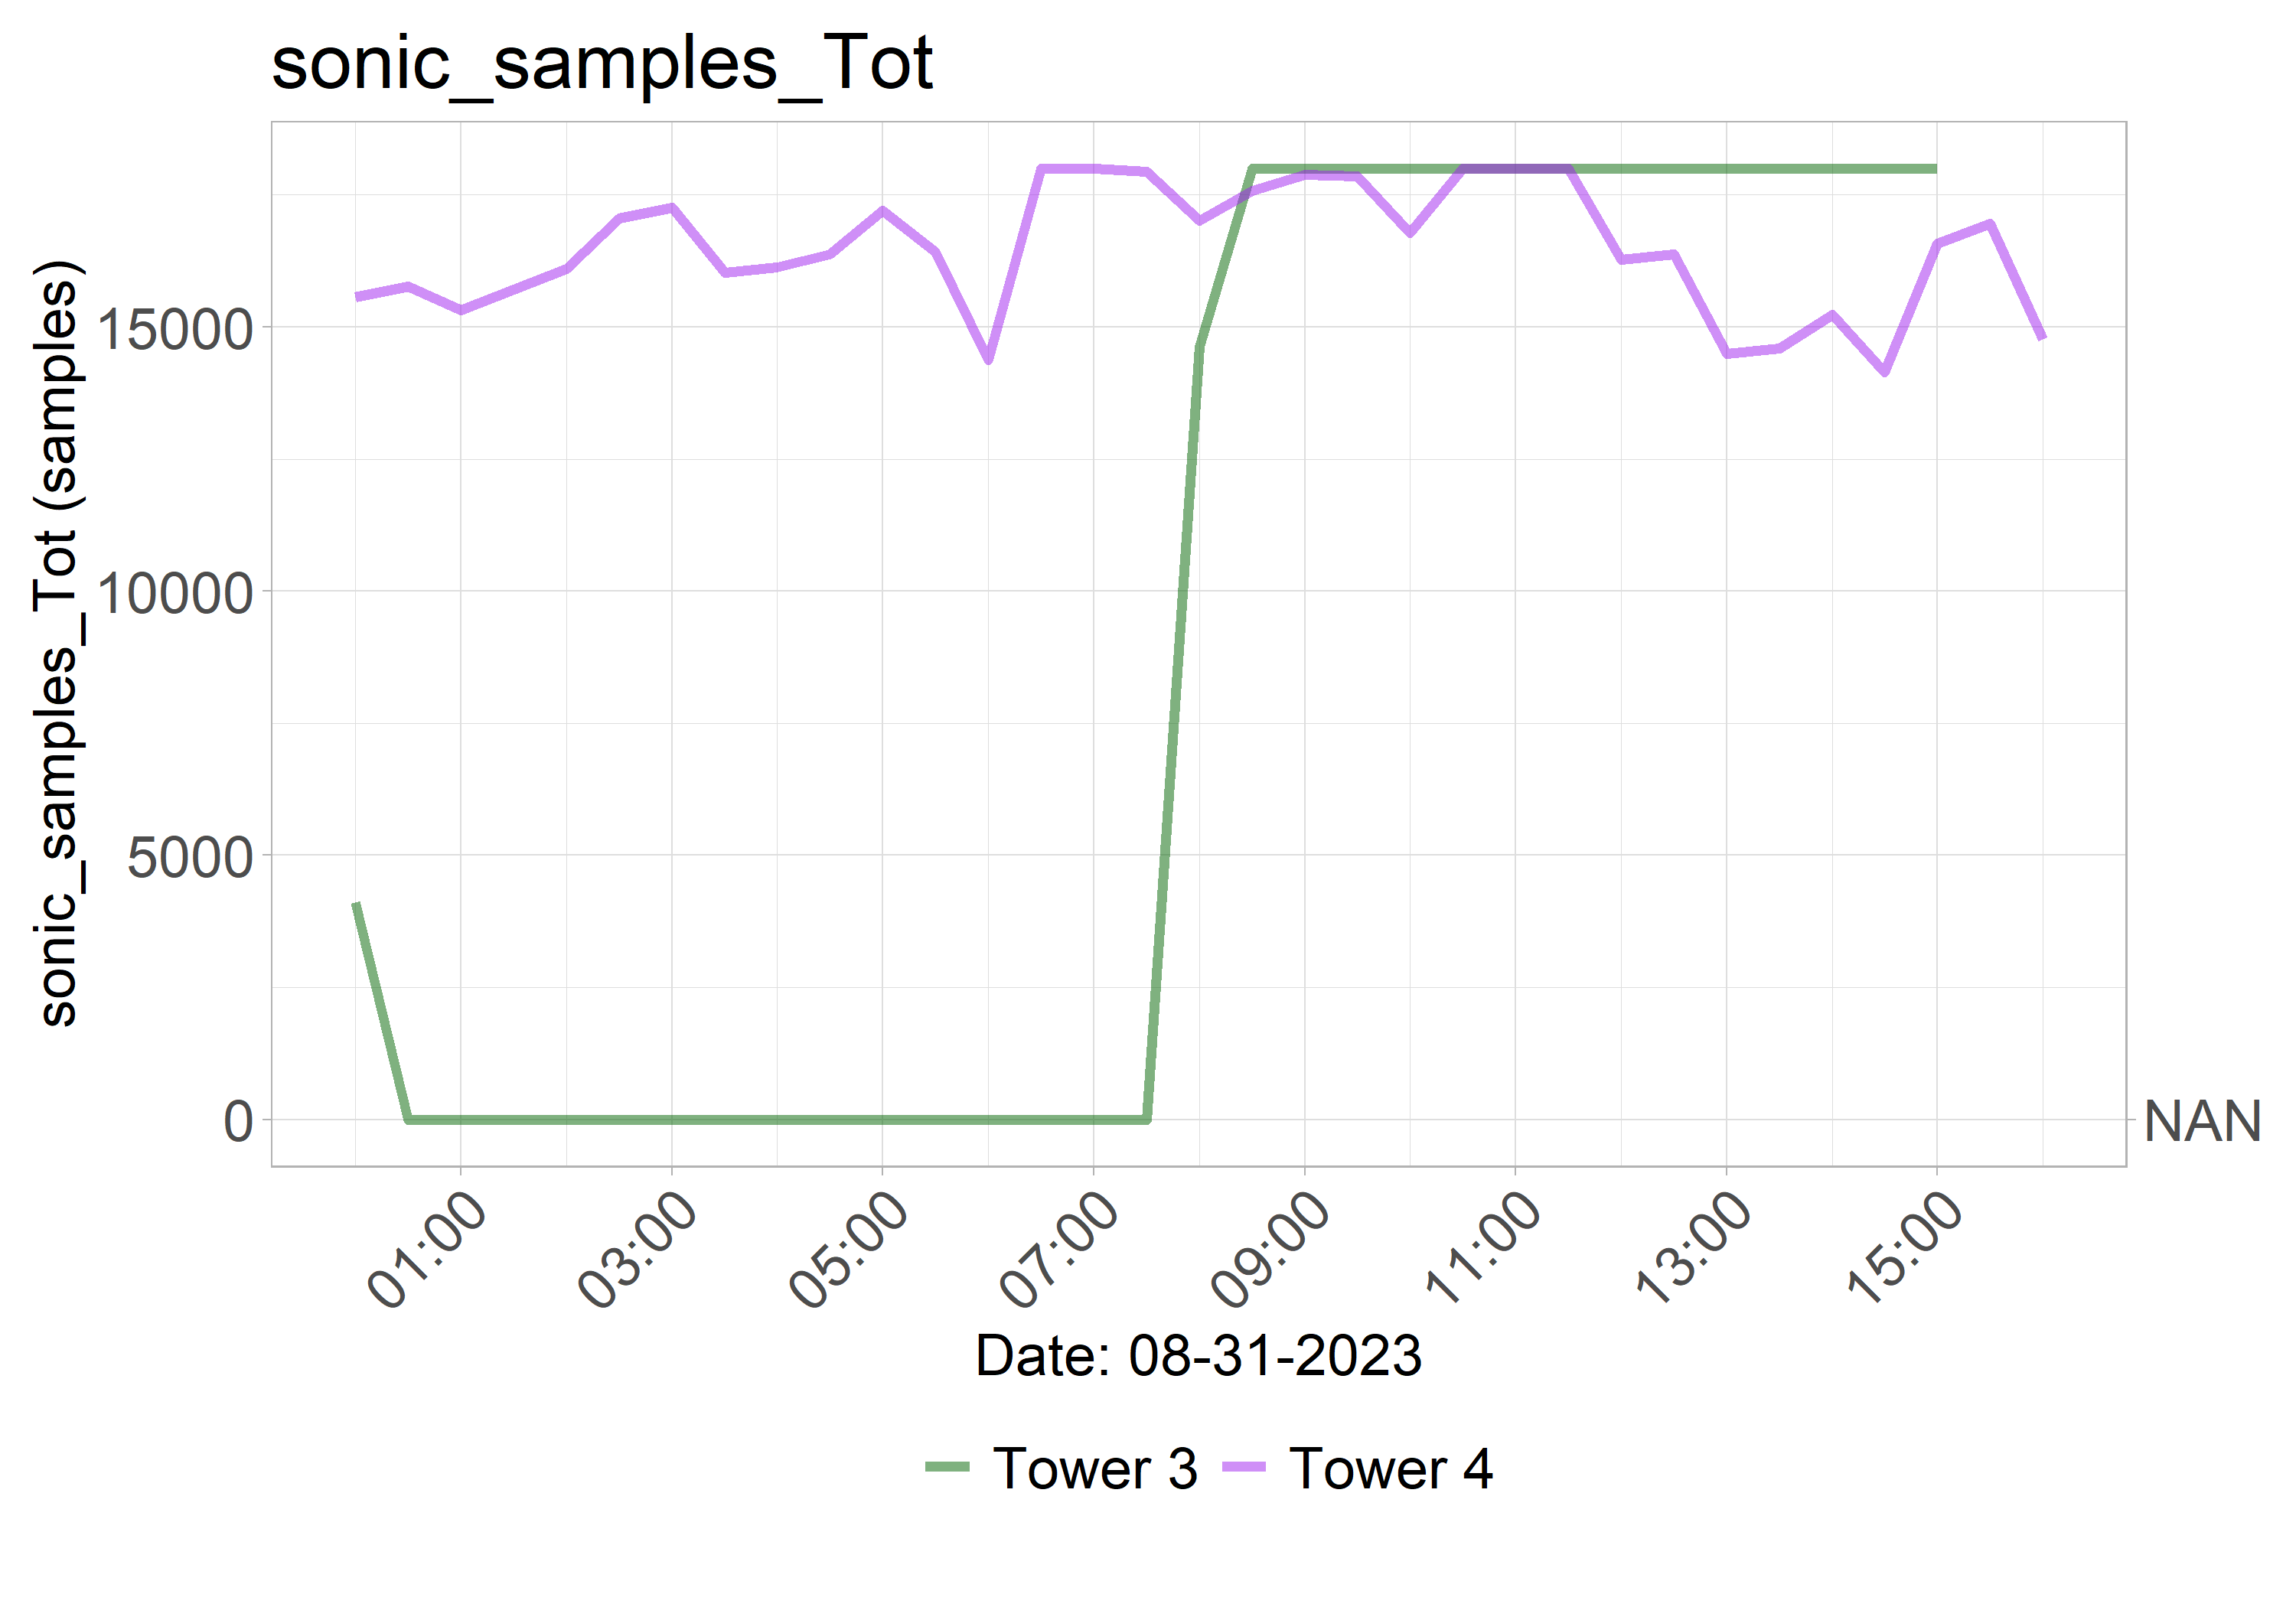 sonic_samples_Tot
sonic_samples_Tot (samples)
15000
10000
5000
0
NAN
01:00
03:00
05:00
07:00
09:00
11:00
13:00
15:00
Date: 08-31-2023
Tower 3
Tower 4